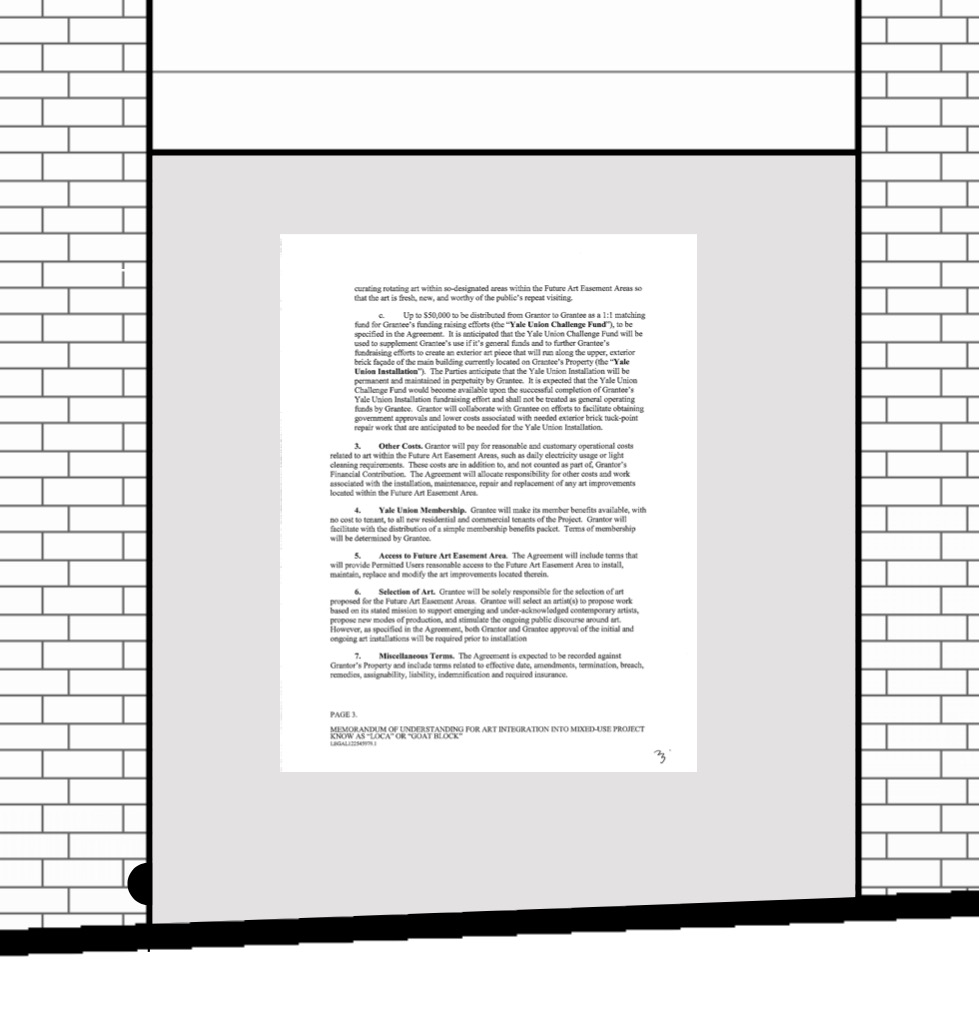 curating rotating art within so-designated areas within the Future Art Easement Areas so
that the art is fresh, new, and worthy of the public's repeat visiting.
c. Up to $50,000 to be distributed from Grantor to Grantee as a 1:1 matching
fund for Grantee's funding raising efforts (the "Yale Union Challenge Fund"), to be
specified in the Agreement. It is anticipated that the Yale Union Challenge Fund will be
used to supplement Grantee's use if it's general funds and to further Grantee's
fundraising efforts to create an exterior art piece that will run along the upper, exterior
brick façade of the main building currently located on Grantee's Property (the "Yale
Union Installation"). The Parties anticipate that the Yale Union Installation will be
permanent and maintained in perpetuity by Grantee. It is expected that the Yale Union
Challenge Fund would become available upon the successful completion of Grantee's
Yale Union Installation fundraising effort and shall not be treated as general operating
funds by Grantee. Grantor will collaborate with Grantee on efforts to facilitate obtaining
government approvals and lower costs associated with needed exterior brick tuck-point
repair work that are anticipated to be needed for the Yale Union Installation.
3. Other Costs. Grantor will pay for reasonable and customary operational costs
related to art within the Future Art Easement Areas, such as daily electricity usage or light
cleaning requirements. These costs are in addition to, and not counted as part of, Grantor's
Financial Contribution. The Agreement will allocate responsibility for other costs and work
associated with the installation, maintenance, repair and replacement of any art improvements
located within the Future Art Easement Area.
4. Yale Union Membership. Grantee will make its member benefits available, with
no cost to tenant, to all new residential and commercial tenants of the Project. Grantor will
facilitate with the distribution of a simple membership benefits packet. Terms of membership
will be determined by Grantee.
5. Access to Future Art Easement Area. The Agreement will include terms that
will provide Permitted Users reasonable access to the Future Art Easement Area to install,
maintain, replace and modify the art improvements located therein.
6. Selection of Art. Grantee will be solely responsible for the selection of art
proposed for the Future Art Easement Areas. Grantee will select an artist(s) to propose work
based on its stated mission to support emerging and under-acknowledged contemporary artists,
propose new modes of production, and stimulate the ongoing public discourse around art.
However, as specified in the Agreement, both Grantor and Grantee approval of the initial and
ongoing art installations will be required prior to installation
7. Miscellaneous Terms. The Agreement is expected to be recorded against
Grantor's Property and include terms related to effective date, amendments, termination, breach,
remedies, assignability, liability, indemnification and required insurance.
PAGE 3.
MEMORANDUM OF UNDERSTANDING FOR ART INTEGRATION INTO MIXED-USE PROJECT
KNOW AS "LOCA" OR "GOAT BLOCK"
3